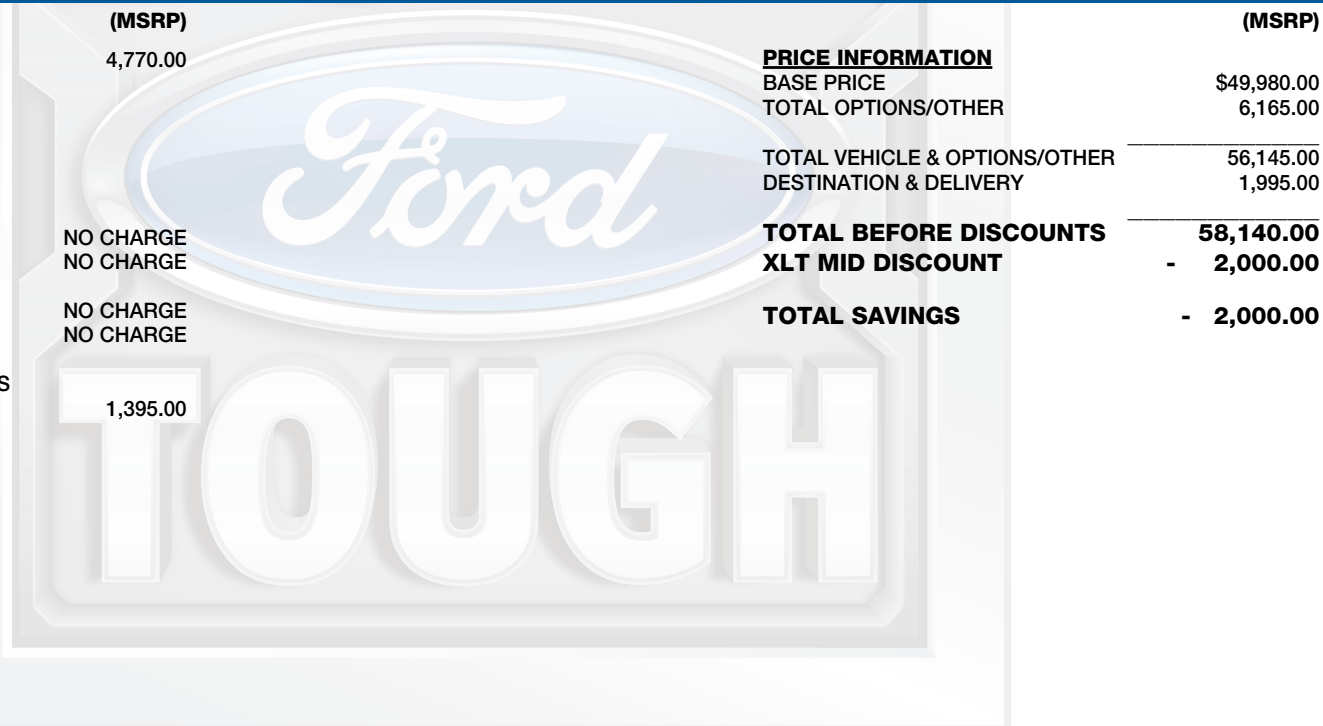 (MSRP)
4,770.00
NO CHARGE
NO CHARGE
NO CHARGE
NO CHARGE
S
1,395.00
(MSRP)
PRICE INFORMATION
BASE PRICE $49,980.00
TOTAL OPTIONS/OTHER 6,165.00
TOTAL VEHICLE & OPTIONS/OTHER 56,145.00
DESTINATION & DELIVERY 1,995.00
TOTAL BEFORE DISCOUNTS 58,140.00
XLT MID DISCOUNT - 2,000.00
TOTAL SAVINGS - 2,000.00
Ford
TOUGH